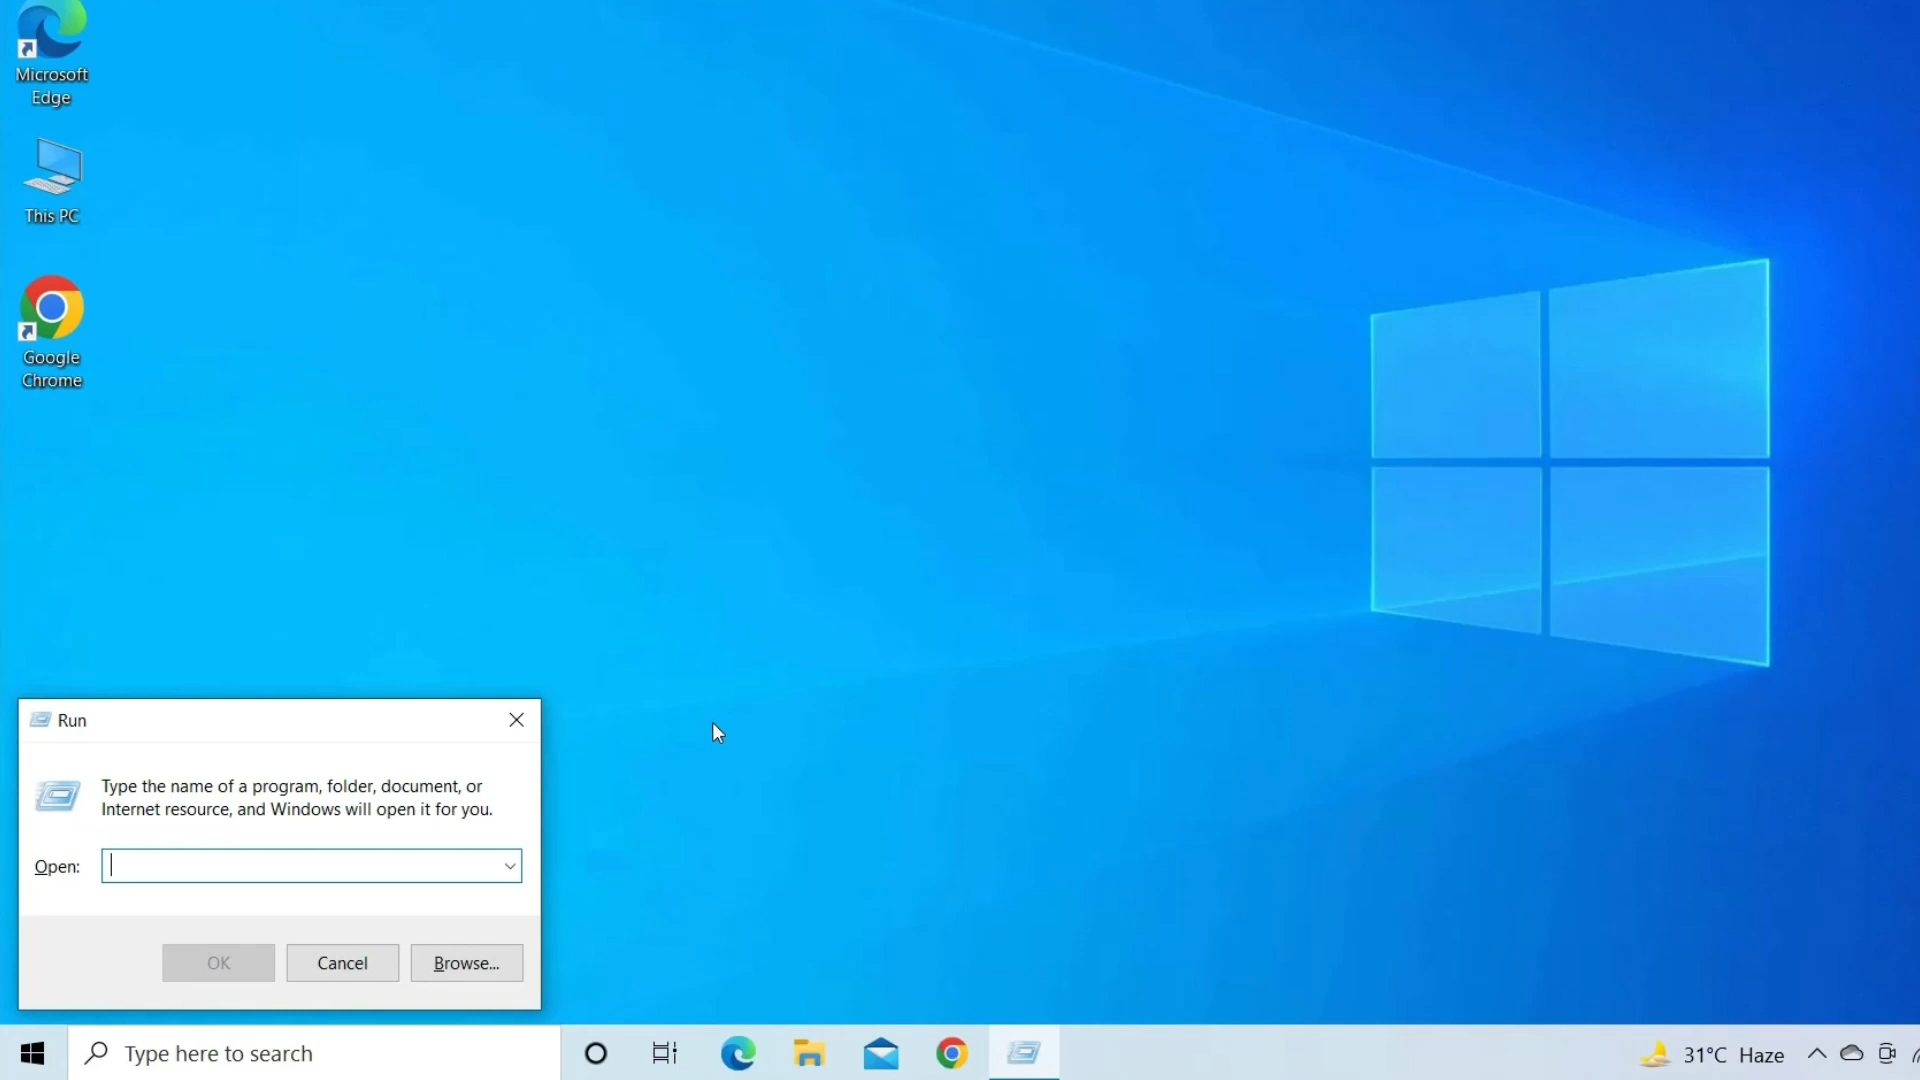 Microsoft
Edge
This PC
Google
Chrome
Run
Type the name of a program, folder, document, or
Internet resource, and Windows will open it for you.
Open:
OK
Cancel
Browse...
Type here to search
31°C Haze